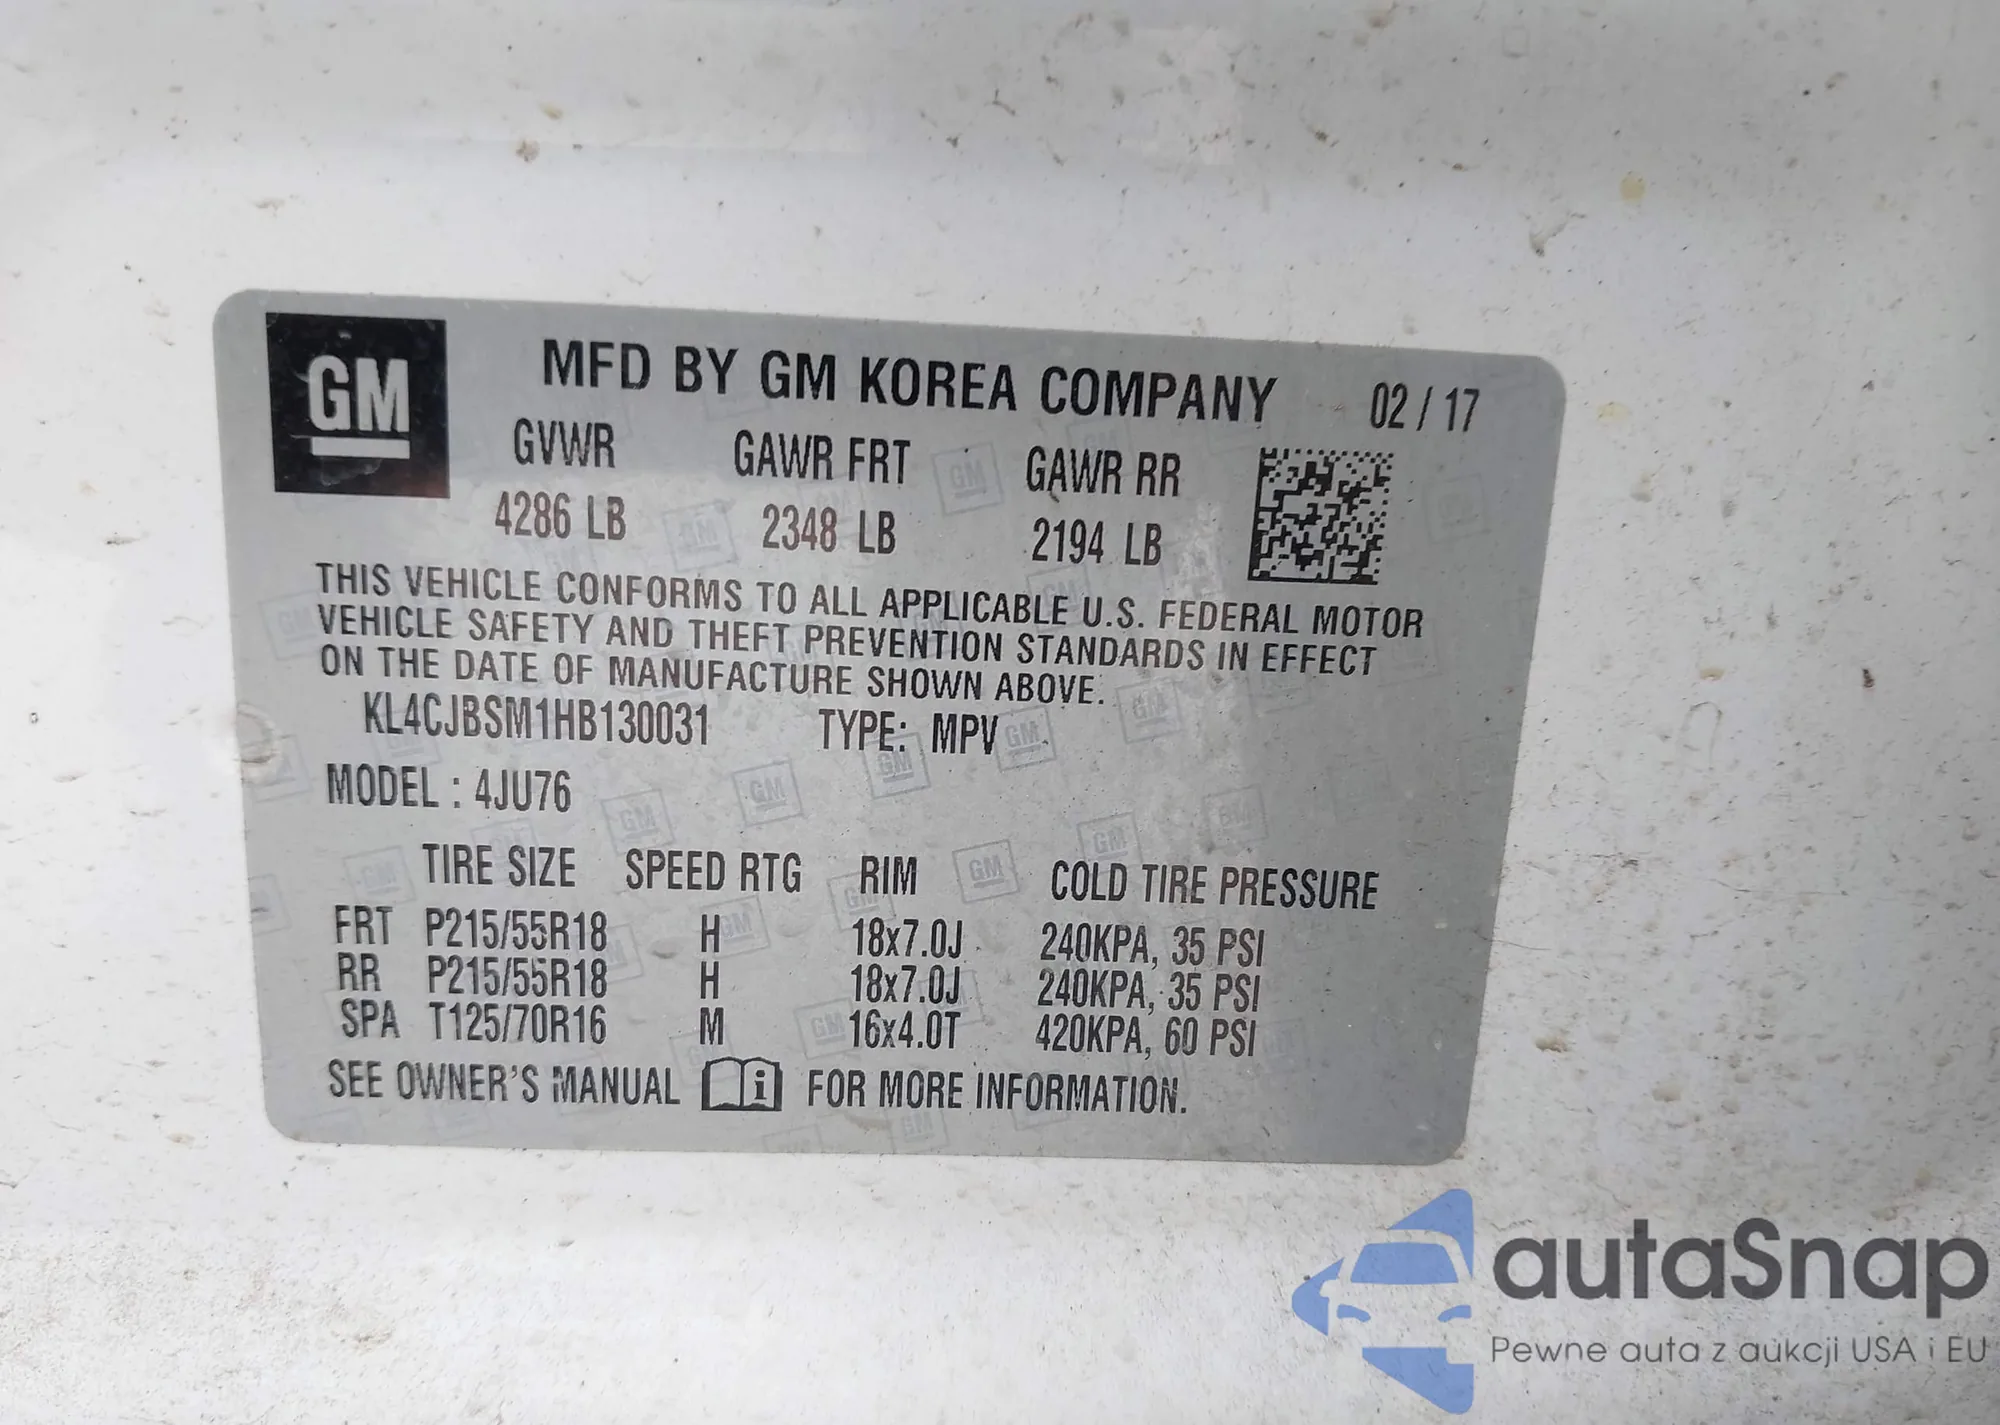 GM
MFD BY GM KOREA COMPANY 02 / 17
GVWR GAWR FRT GAWR RR
4286 LB 2348 LB 2194 LB
THIS VEHICLE CONFORMS TO ALL APPLICABLE U.S. FEDERAL MOTOR
VEHICLE SAFETY AND THEFT PREVENTION STANDARDS IN EFFECT
ON THE DATE OF MANUFACTURE SHOWN ABOVE.
KL4CJBSM1HB130031 TYPE: MPV
MODEL : 4JU76
TIRE SIZE SPEED RTG RIM COLD TIRE PRESSURE
FRT P215/55R18 H 18x7.0J 240KPA, 35 PSI
RR P215/55R18 H 18x7.0J 240KPA, 35 PSI
SPA T125/70R16 M 16x4.0T 420KPA, 60 PSI
SEE OWNER'S MANUAL i FOR MORE INFORMATION.
autaSnap
Pewne auta z aukcji USA i EU